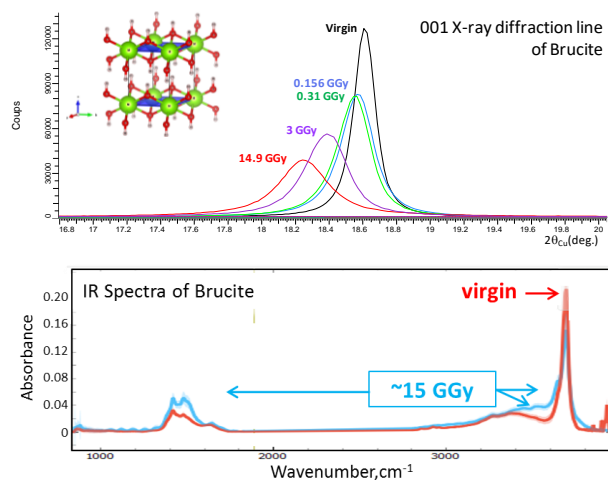 001 X-ray diffraction line
of Brucite
Virgin
0.156 GGy
0.31 GGy
3 GGy
14.9 GGy
Coups
120000
90000
60000
30000
0
16.8 17 17.2 17.4 17.6 17.8 18 18.2 18.4 18.6 18.8 19 19.2 19.4 19.6 19.8 20
2θCu(deg.)
IR Spectra of Brucite
virgin
~15 GGy
Absorbance
0.20
0.16
0.12
0.08
0.04
0
1000 2000 3000
Wavenumber,cm⁻¹